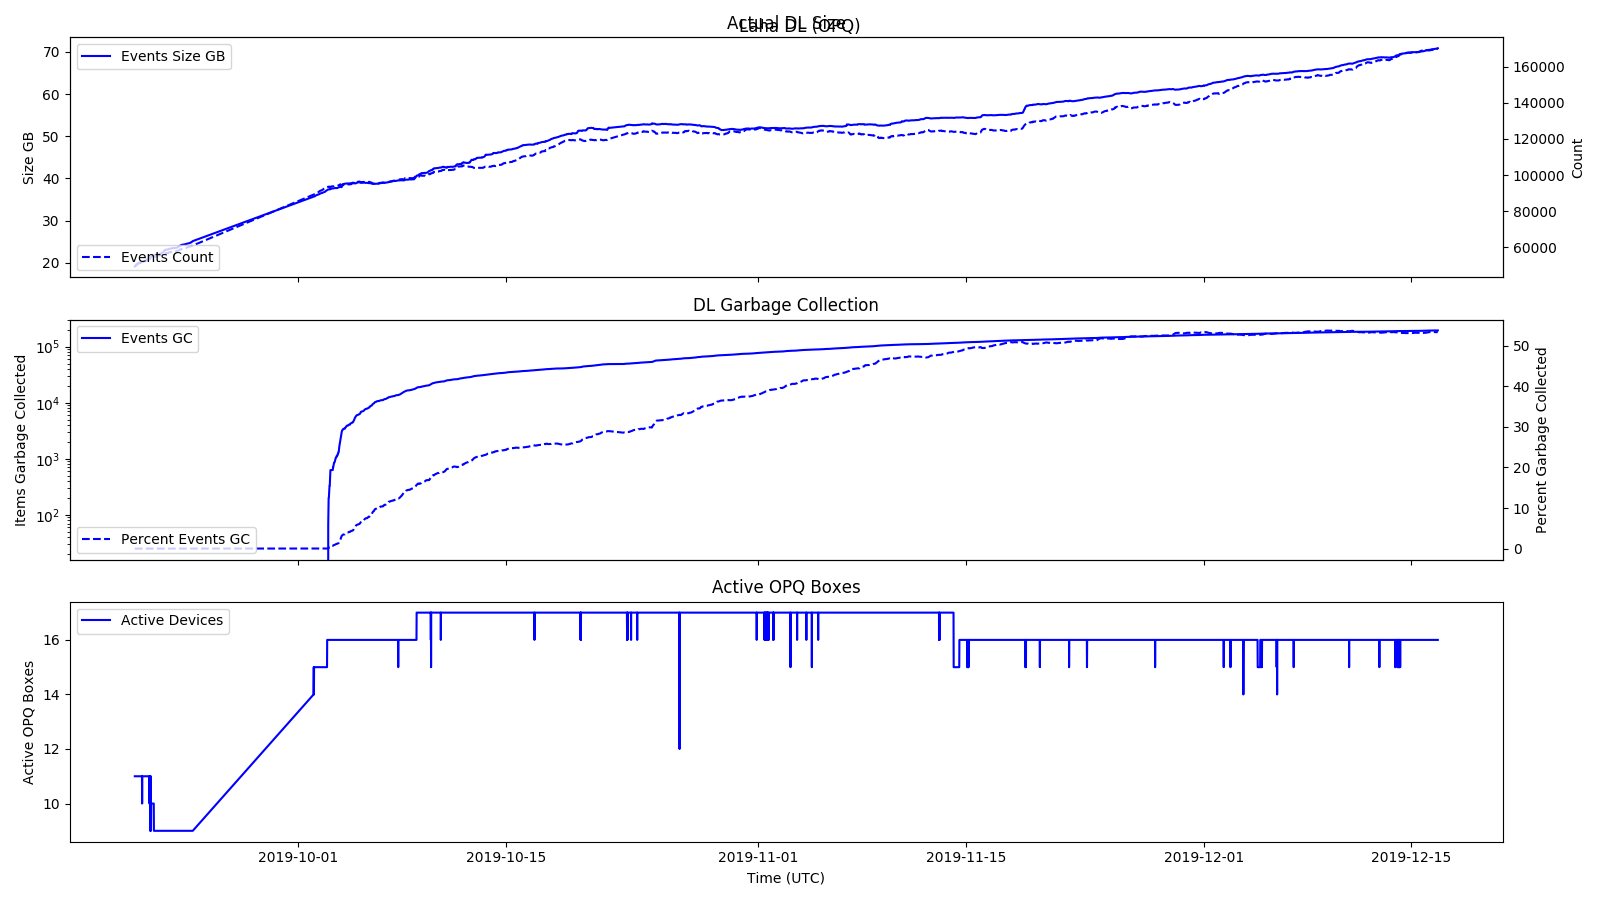 Actual DL Size
Laha DL (OPQ)
Events Size GB
Events Count
Size GB
70
60
50
40
30
20
160000
140000
120000
100000
80000
60000
Count
DL Garbage Collection
Events GC
Percent Events GC
Items Garbage Collected
10^5
10^4
10^3
10^2
50
40
30
20
10
0
Percent Garbage Collected
Active OPQ Boxes
Active Devices
Active OPQ Boxes
16
14
12
10
2019-10-01
2019-10-15
2019-11-01
2019-11-15
2019-12-01
2019-12-15
Time (UTC)